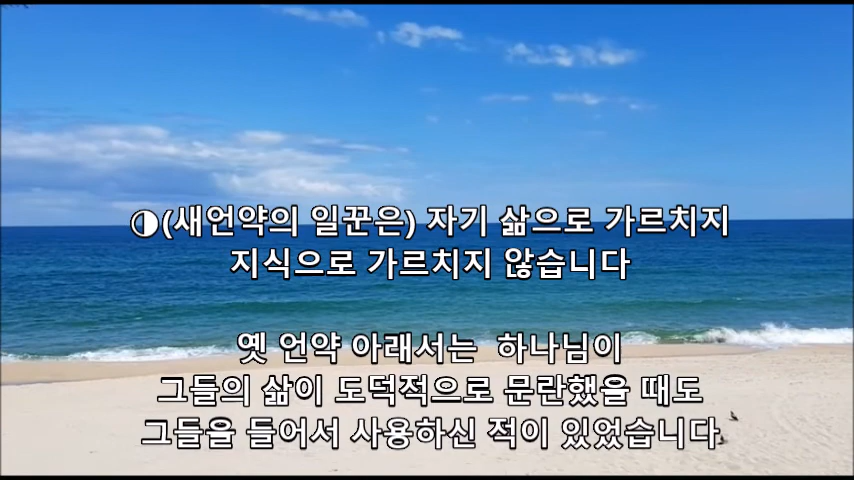 ◑(새언약의 일꾼은) 자기 삶으로 가르치지
지식으로 가르치지 않습니다
옛 언약 아래서는 하나님이
그들의 삶이 도덕적으로 문란했을 때도
그들을 들어서 사용하신 적이 있었습니다